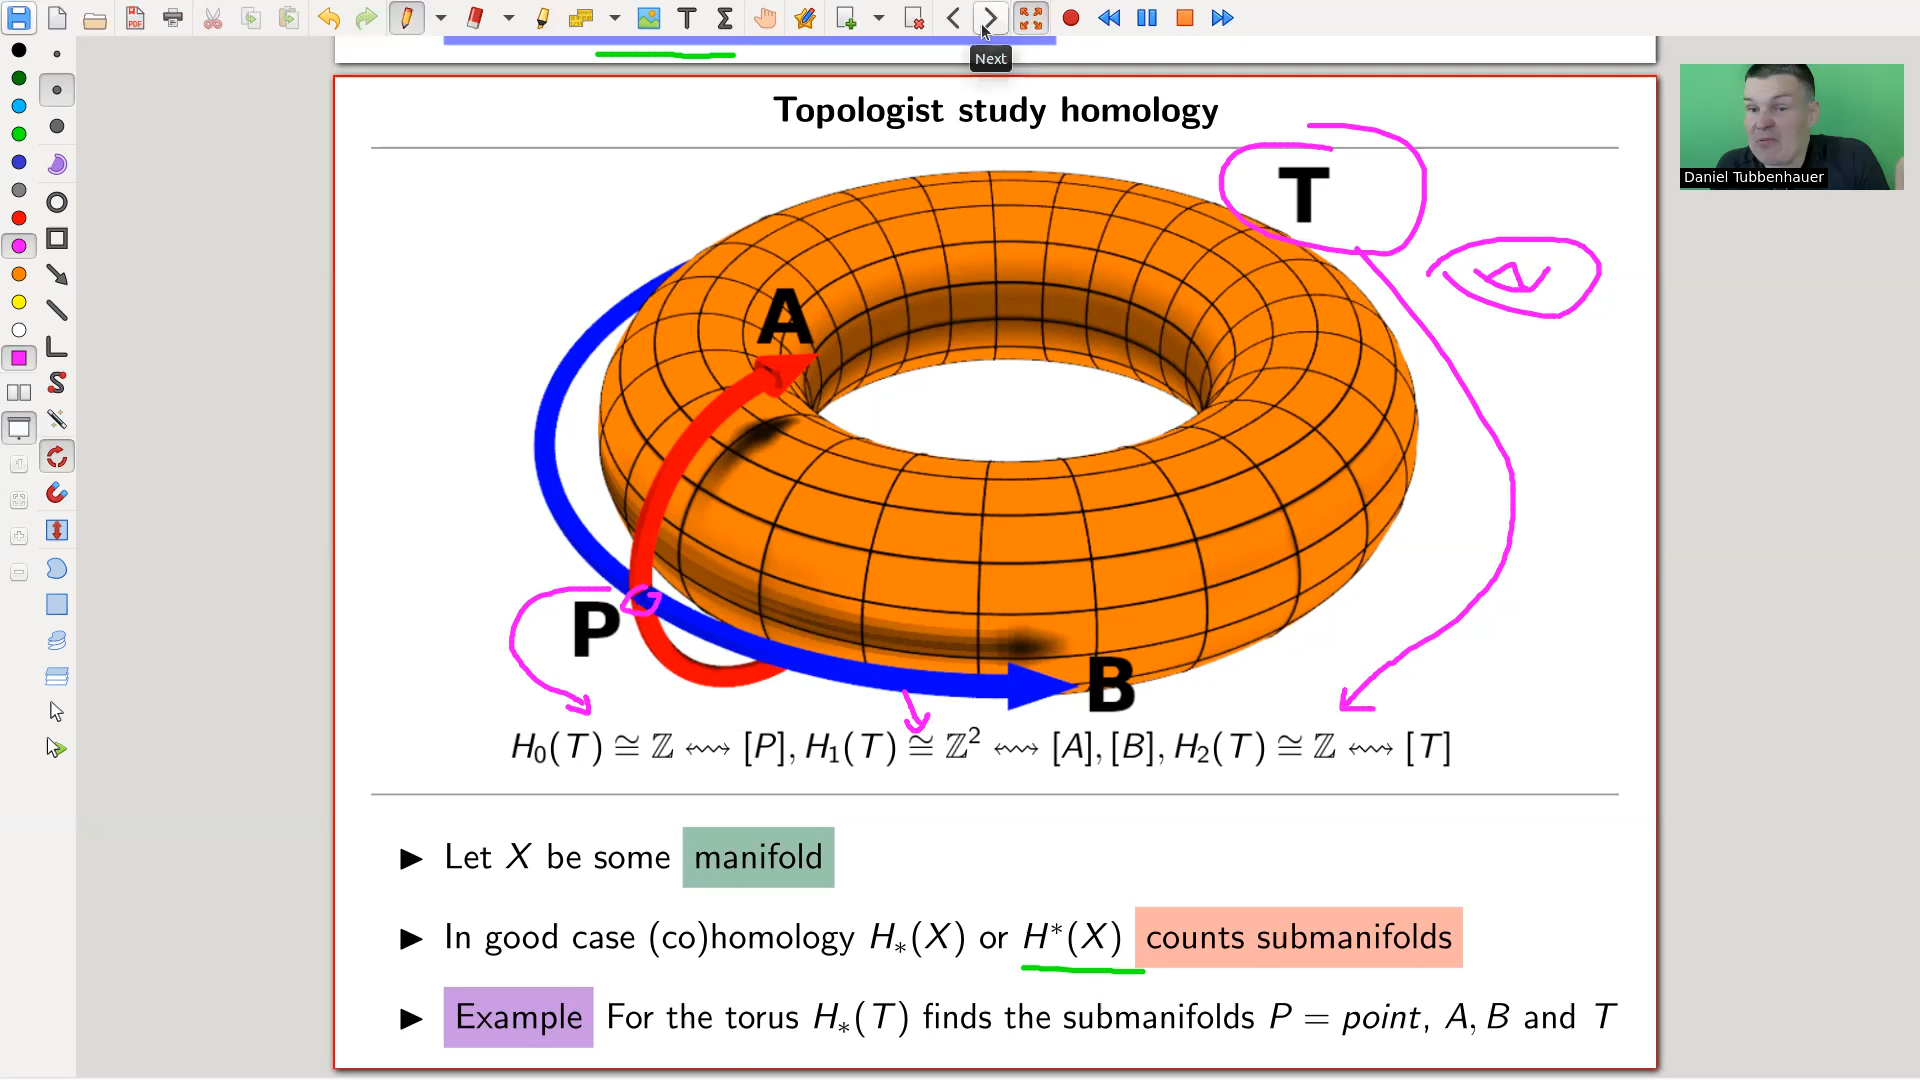 Next
Daniel Tubbenhauer
Topologist study homology
T
A
P
B
H₀(T) ≅ ℤ ⇝ [P], H₁(T) ≅ ℤ² ⇝ [A], [B], H₂(T) ≅ ℤ ⇝ [T]
▶ Let X be some manifold
▶ In good case (co)homology H₊(X) or H*(X) counts submanifolds
▶ Example For the torus H₊(T) finds the submanifolds P = point, A, B and T